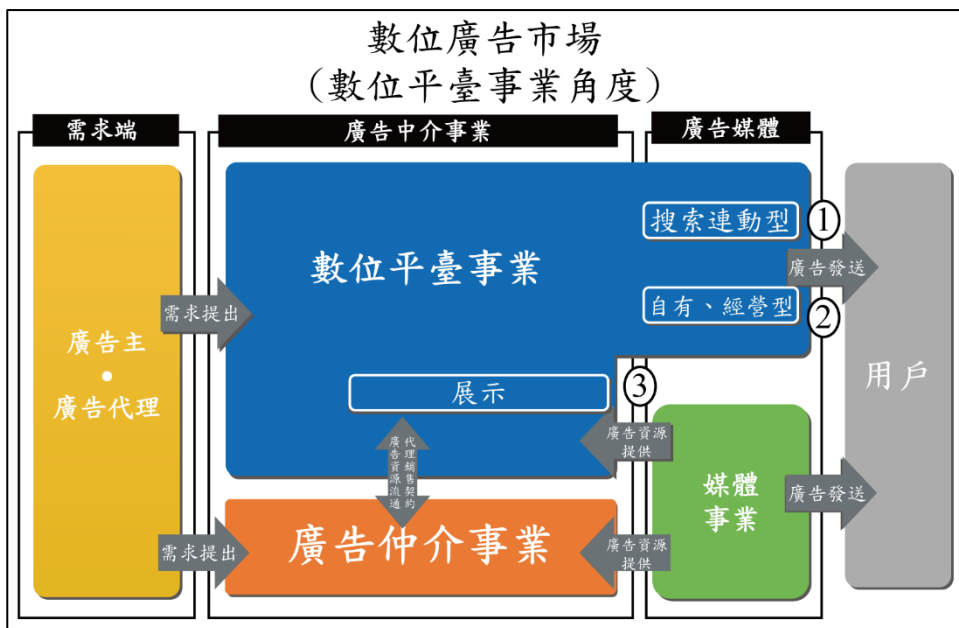 數位廣告市場
（數位平臺事業角度）
需求端
廣告中介事業
廣告媒體
數位平臺事業
搜索連動型
①
廣告發送
自有、經營型
②
需求提出
廣告主
•
廣告代理
用戶
展示
③
廣告資源
提供
代理銷售契約
廣告資源流通
媒體
事業
廣告發送
需求提出
廣告仲介事業
廣告資源
提供